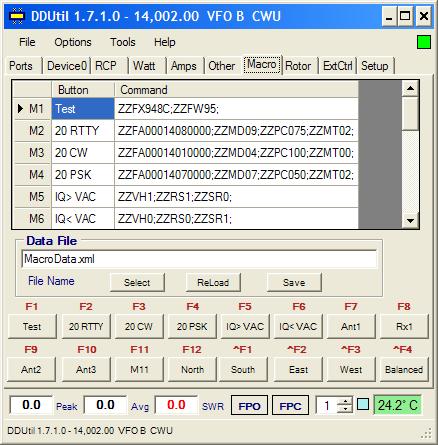 DDUtil 1.7.1.0 - 14,002.00 VFO B CWU
File Options Tools Help
Ports Device0 RCP Watt Amps Other Macro Rotor ExtCtrl Setup
Button Command
M1 Test ZZFX948C;ZZFW95;
M2 20 RTTY ZZFA00014080000;ZZMD09;ZZPC075;ZZMT02;
M3 20 CW ZZFA00014010000;ZZMD04;ZZPC100;ZZMT00;
M4 20 PSK ZZFA00014070000;ZZMD07;ZZPC050;ZZMT02;
M5 IQ> VAC ZZVH1;ZZRS1;ZZSR0;
M6 IQ< VAC ZZVH0;ZZRS0;ZZSR1;
Data File
MacroData.xml
File Name Select ReLoad Save
F1 F2 F3 F4 F5 F6 F7 F8
Test 20 RTTY 20 CW 20 PSK IQ> VAC IQ< VAC Ant1 Rx1
F9 F10 F11 F12 ^F1 ^F2 ^F3 ^F4
Ant2 Ant3 M11 North South East West Balanced
0.0 Peak 0.0 Avg 0.0 SWR FPO FPC 1 24.2° C
DDUtil 1.7.1.0 - 14,002.00 VFO B CWU